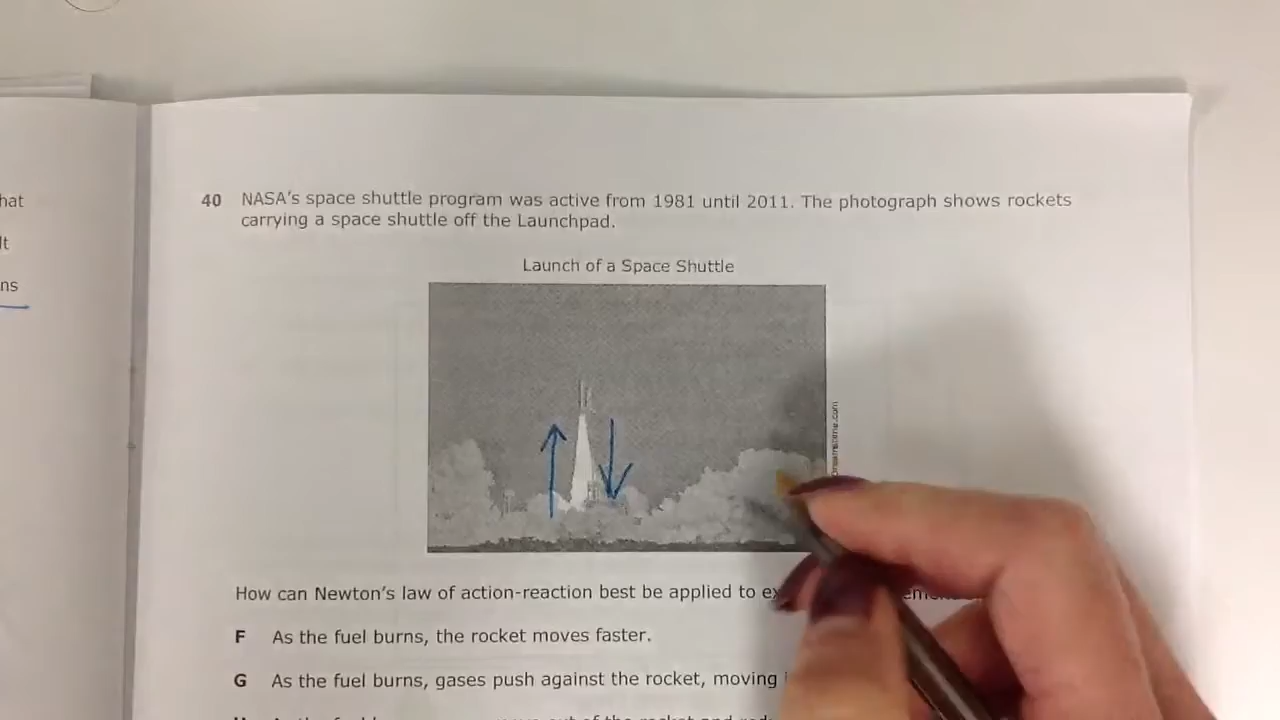 hat
lt
ns
40 NASA's space shuttle program was active from 1981 until 2011. The photograph shows rockets
carrying a space shuttle off the Launchpad.
Launch of a Space Shuttle
How can Newton's law of action-reaction best be applied to
F As the fuel burns, the rocket moves faster.
G As the fuel burns, gases push against the rocket, moving